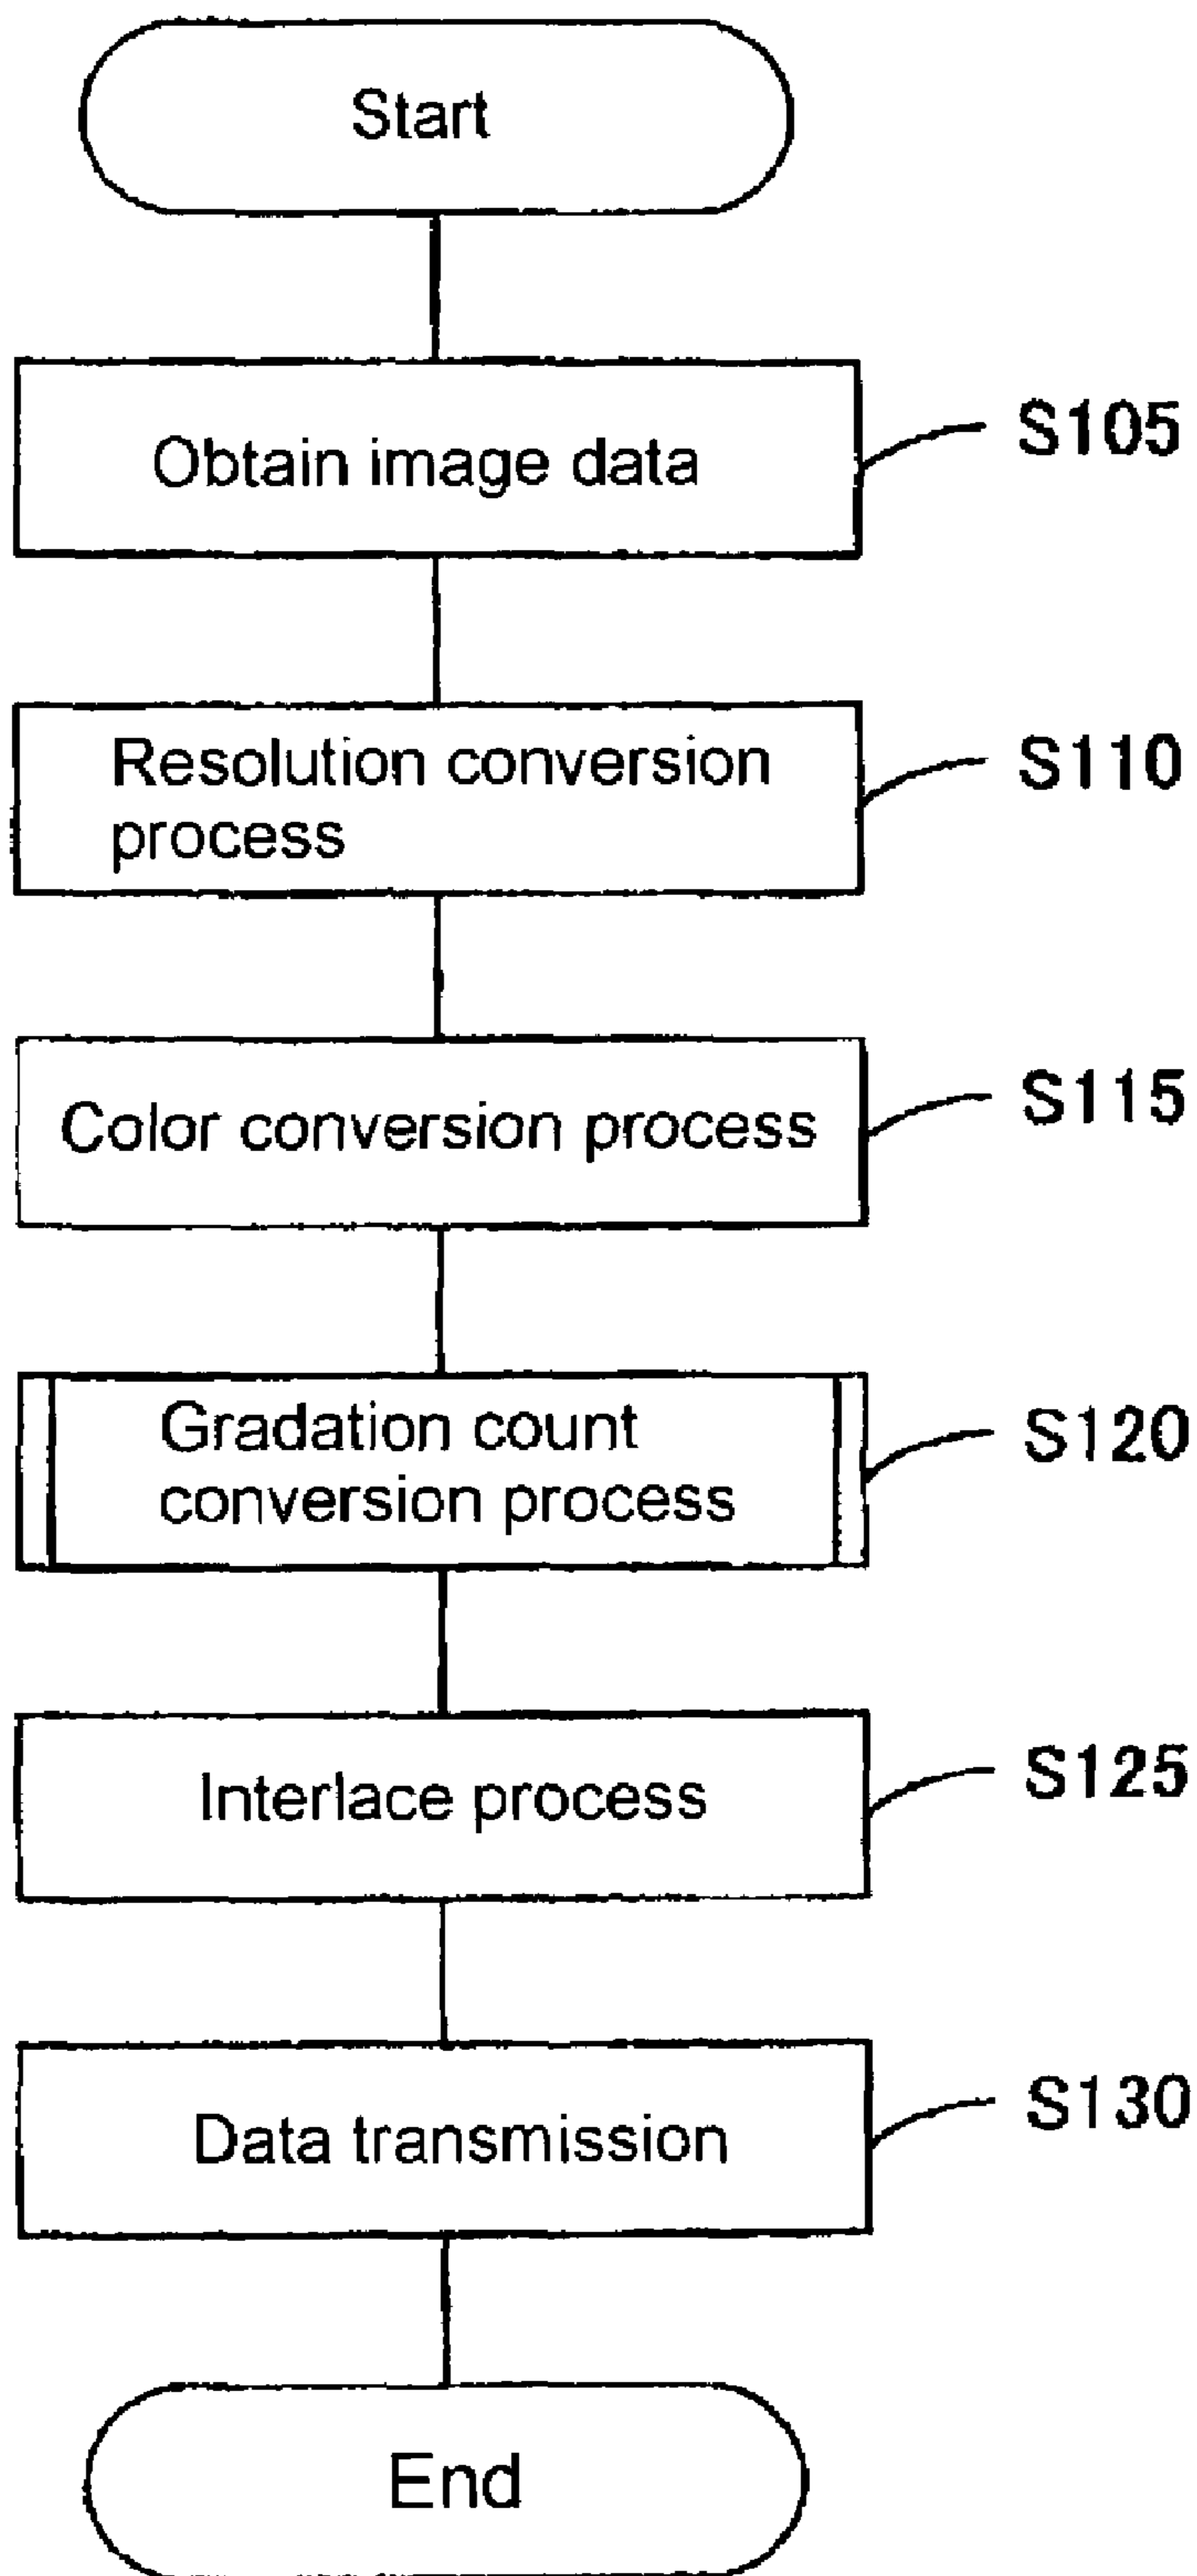 Start
Obtain image data
S105
Resolution conversion
process
S110
Color conversion process
S115
Gradation count
conversion process
S120
Interlace process
S125
Data transmission
S130
End